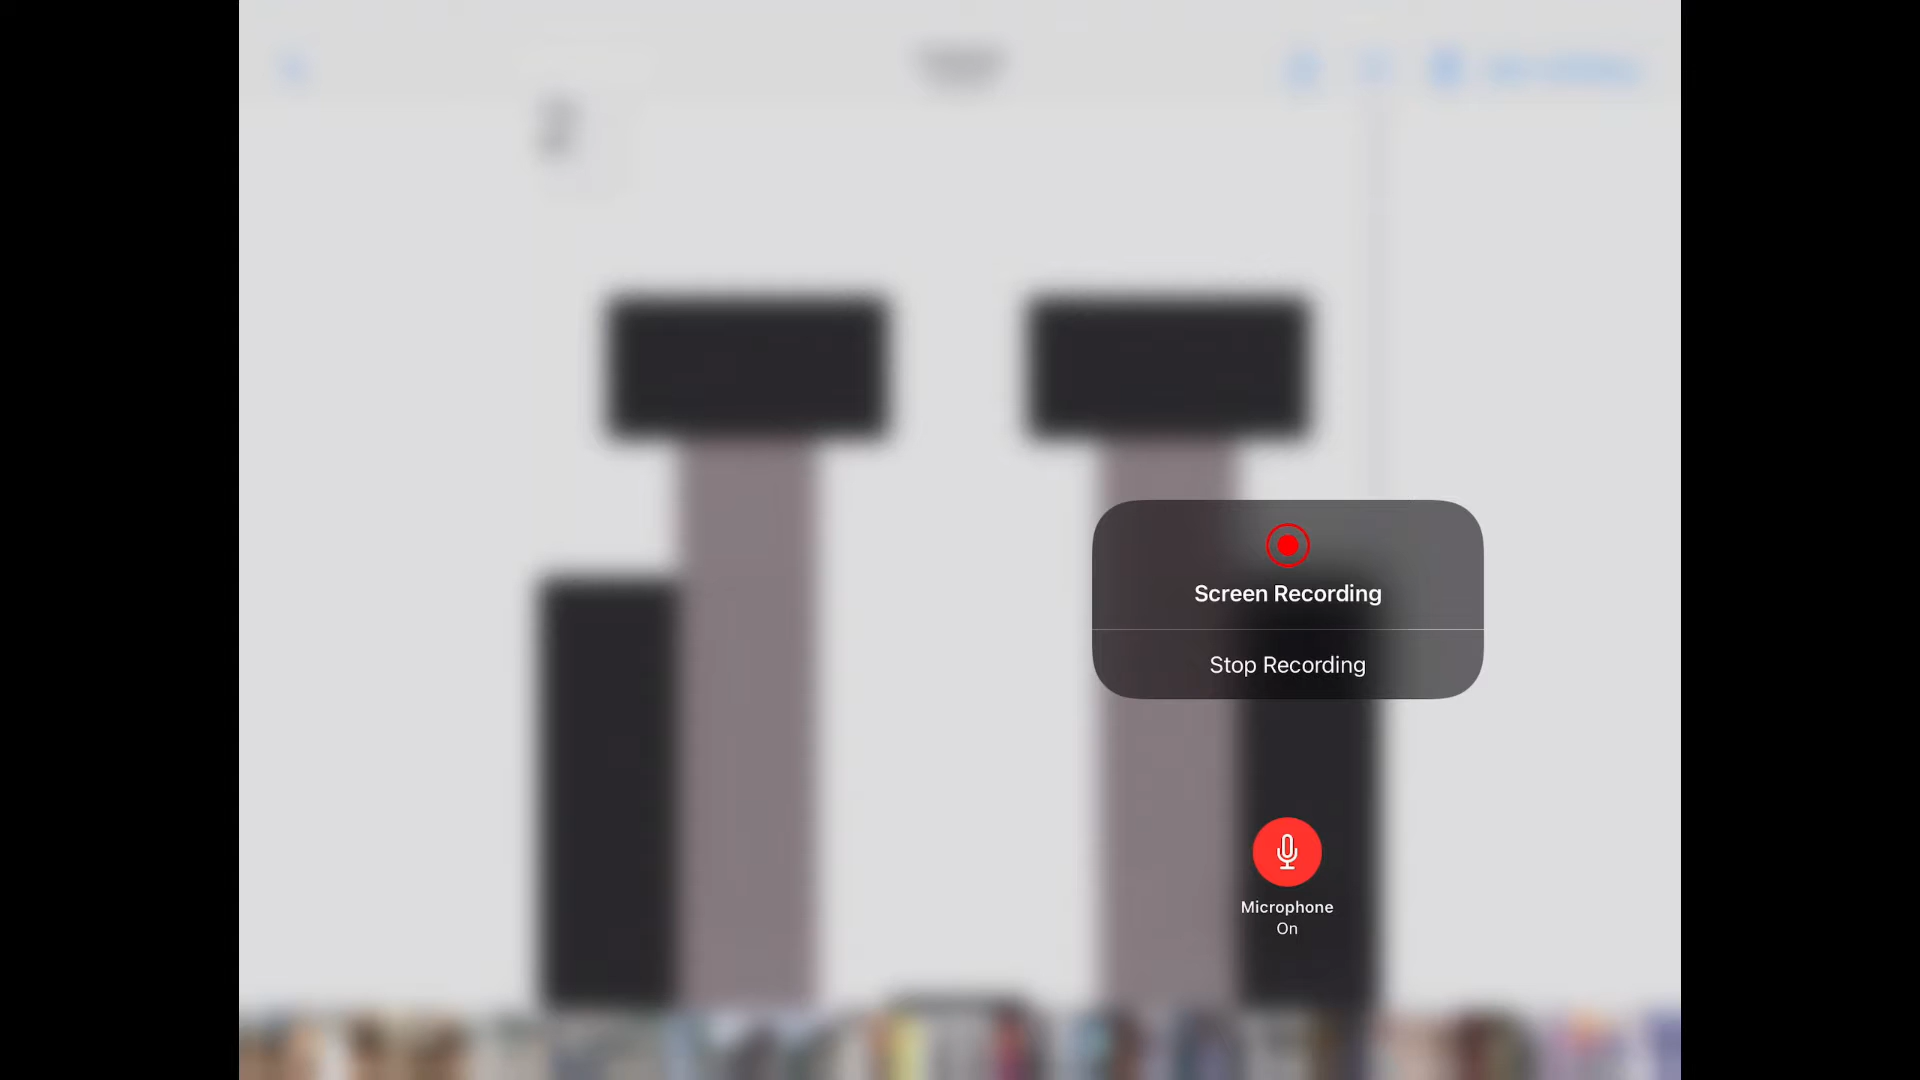 Screen Recording
Stop Recording
Microphone
On